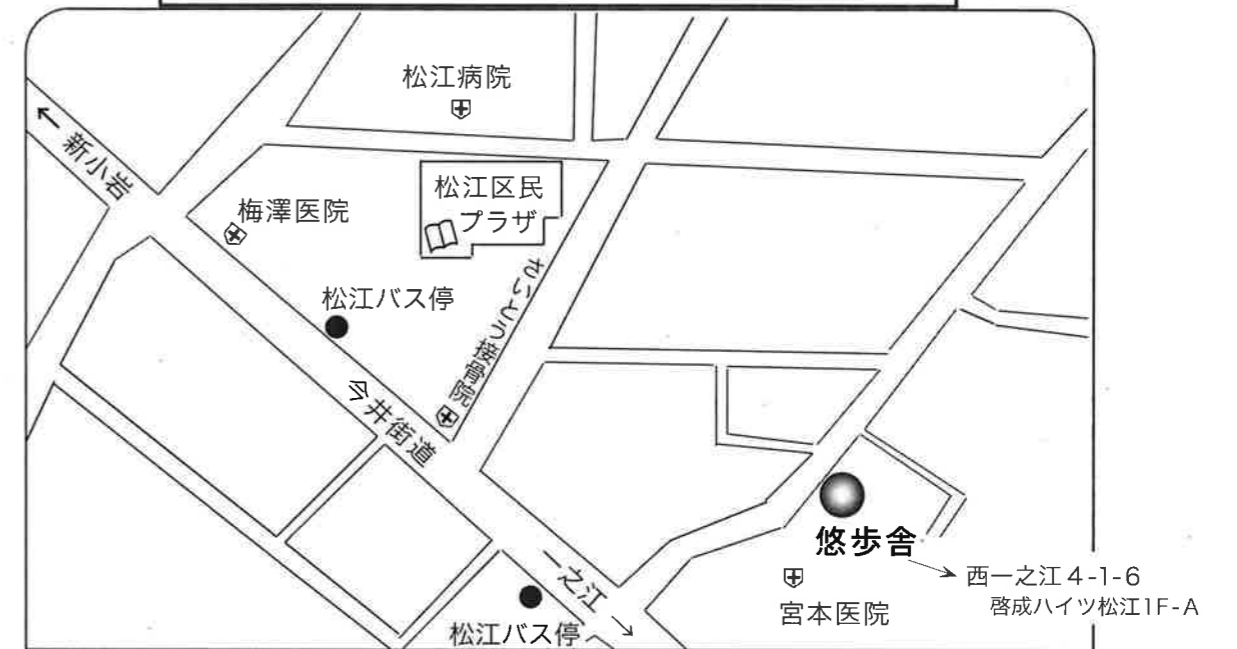 松江病院
← 新小岩
松江区民
プラザ
梅澤医院
松江バス停
さいとう接骨院
今井街道
悠歩舎
西一之江4-1-6
啓成ハイツ松江1F-A
一之江 →
宮本医院
松江バス停